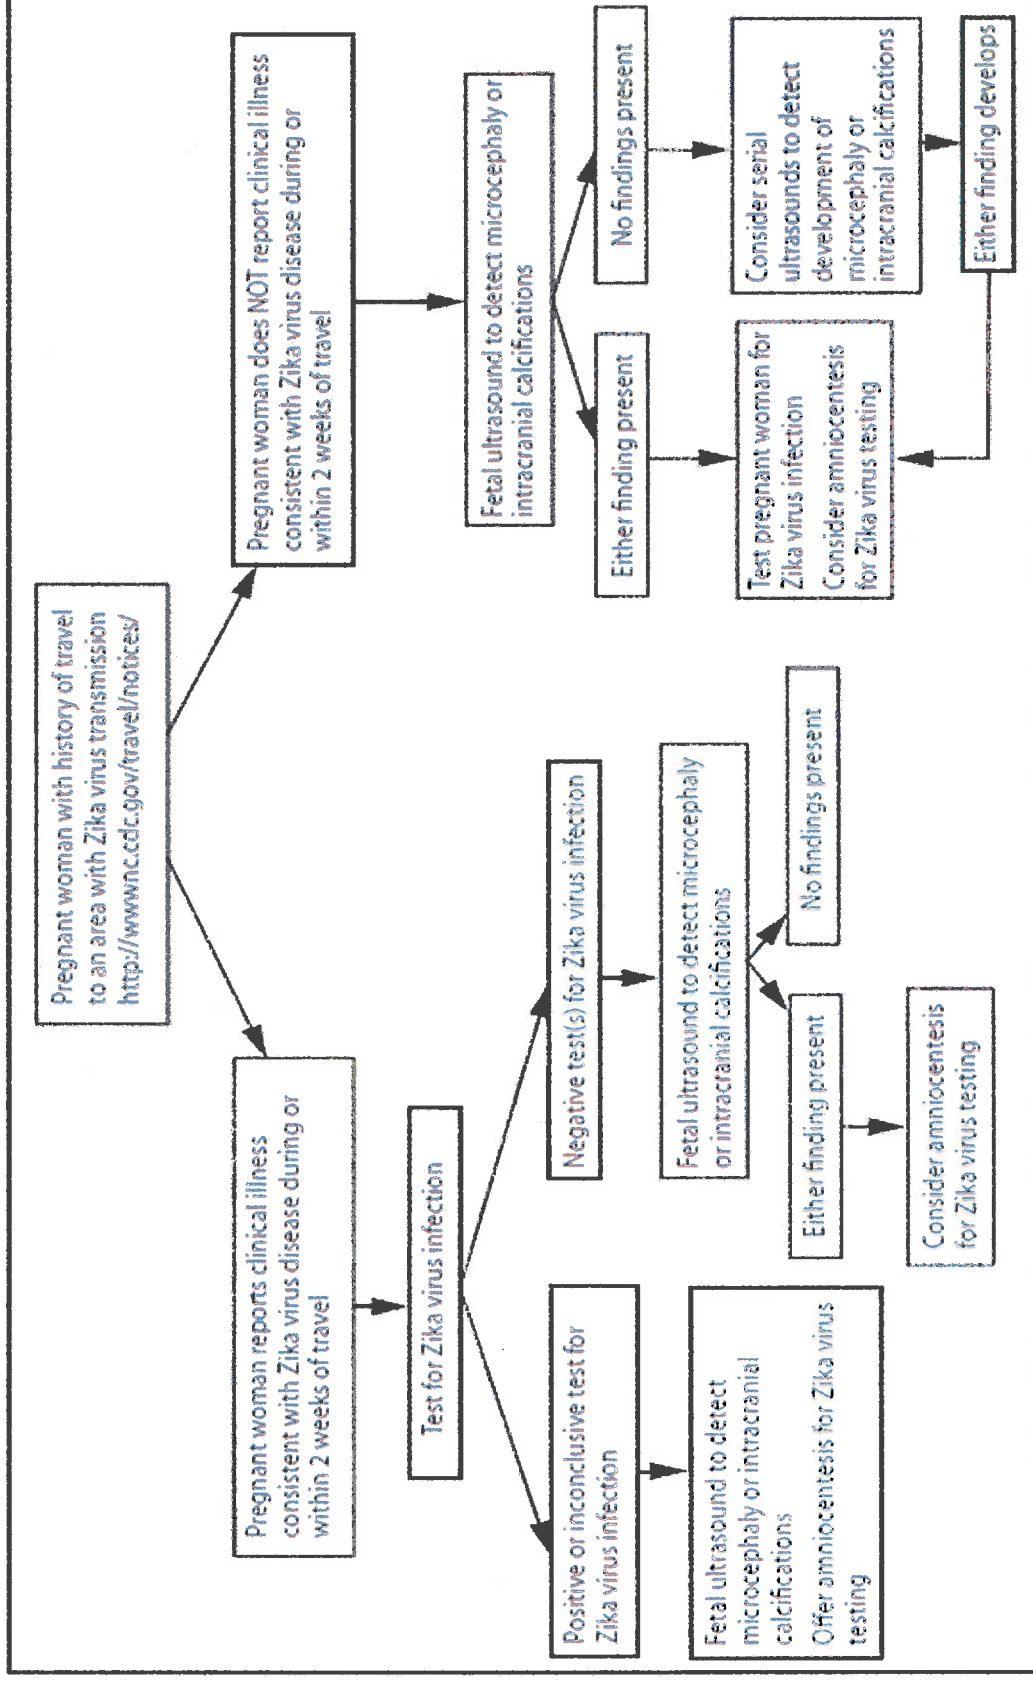 Pregnant woman with history of travel
to an area with Zika virus transmission
http://wwwnc.cdc.gov/travel/notices/
Pregnant woman reports clinical illness
consistent with Zika virus disease during or
within 2 weeks of travel
Test for Zika virus infection
Positive or inconclusive test for
Zika virus infection
Fetal ultrasound to detect
microcephaly or intracranial
calcifications
Offer amniocentesis for Zika virus
testing
Negative test(s) for Zika virus infection
Fetal ultrasound to detect microcephaly
or intracranial calcifications
Either finding present
Consider amniocentesis
for Zika virus testing
No findings present
Pregnant woman does NOT report clinical illness
consistent with Zika virus disease during or
within 2 weeks of travel
Fetal ultrasound to detect microcephaly or
intracranial calcifications
Either finding present
Test pregnant woman for
Zika virus infection
Consider amniocentesis
for Zika virus testing
No findings present
Consider serial
ultrasounds to detect
development of
microcephaly or
intracranial calcifications
Either finding develops